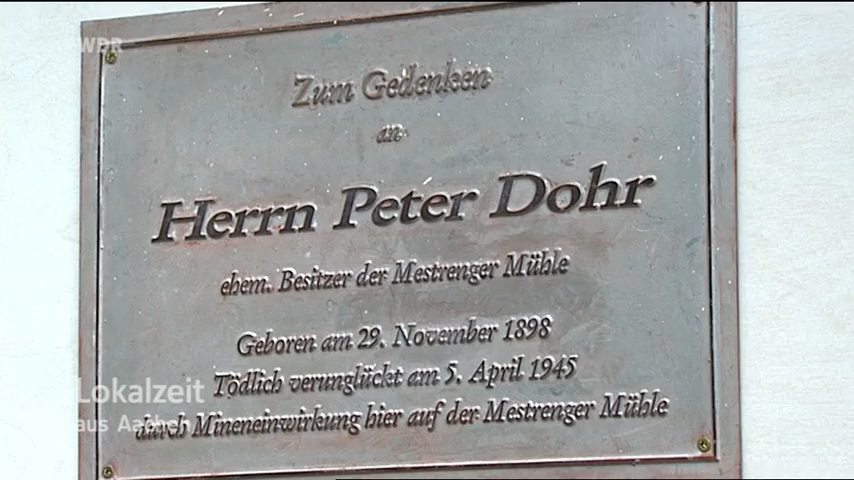 WDR
Zum Gedenken
an
Herrn Peter Dohr
ehem. Besitzer der Mestrenger Mühle
Geboren am 29. November 1898
Tödlich verunglückt am 5. April 1945
durch Mineneinwirkung hier auf der Mestrenger Mühle
Lokalzeit
aus Aachen